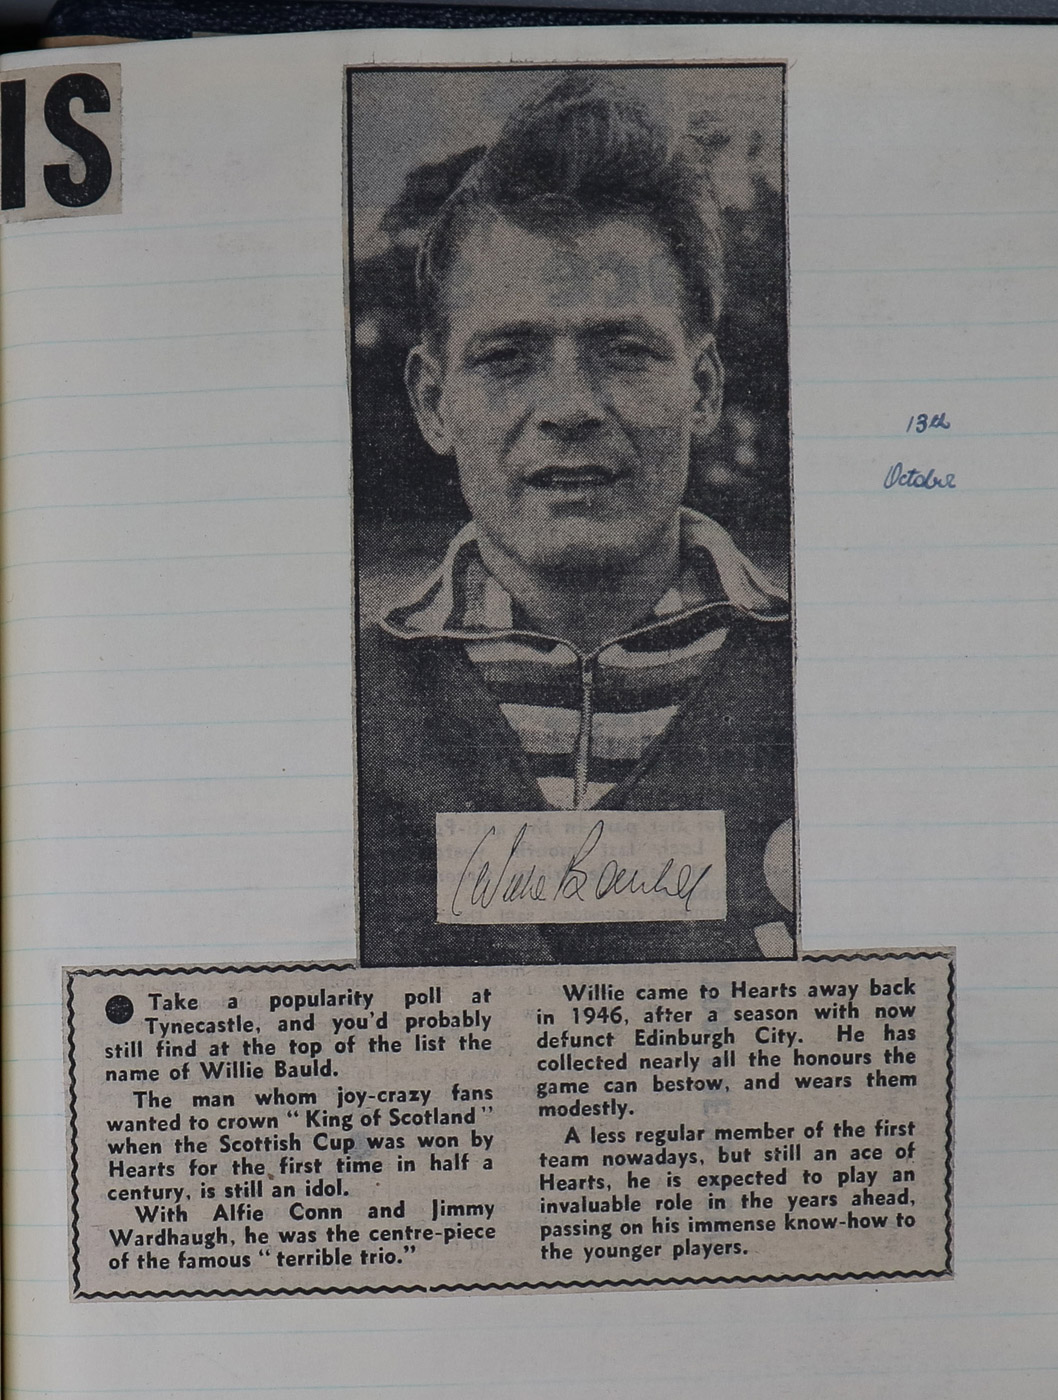 IS
13th
Octobre
Willie Bauld
Take a popularity poll at
Tynecastle, and you'd probably
still find at the top of the list the
name of Willie Bauld.
The man whom joy-crazy fans
wanted to crown "King of Scotland"
when the Scottish Cup was won by
Hearts for the first time in half a
century, is still an idol.
With Alfie Conn and Jimmy
Wardhaugh, he was the centre-piece
of the famous "terrible trio."
Willie came to Hearts away back
in 1946, after a season with now
defunct Edinburgh City. He has
collected nearly all the honours the
game can bestow, and wears them
modestly.
A less regular member of the first
team nowadays, but still an ace of
Hearts, he is expected to play an
invaluable role in the years ahead,
passing on his immense know-how to
the younger players.